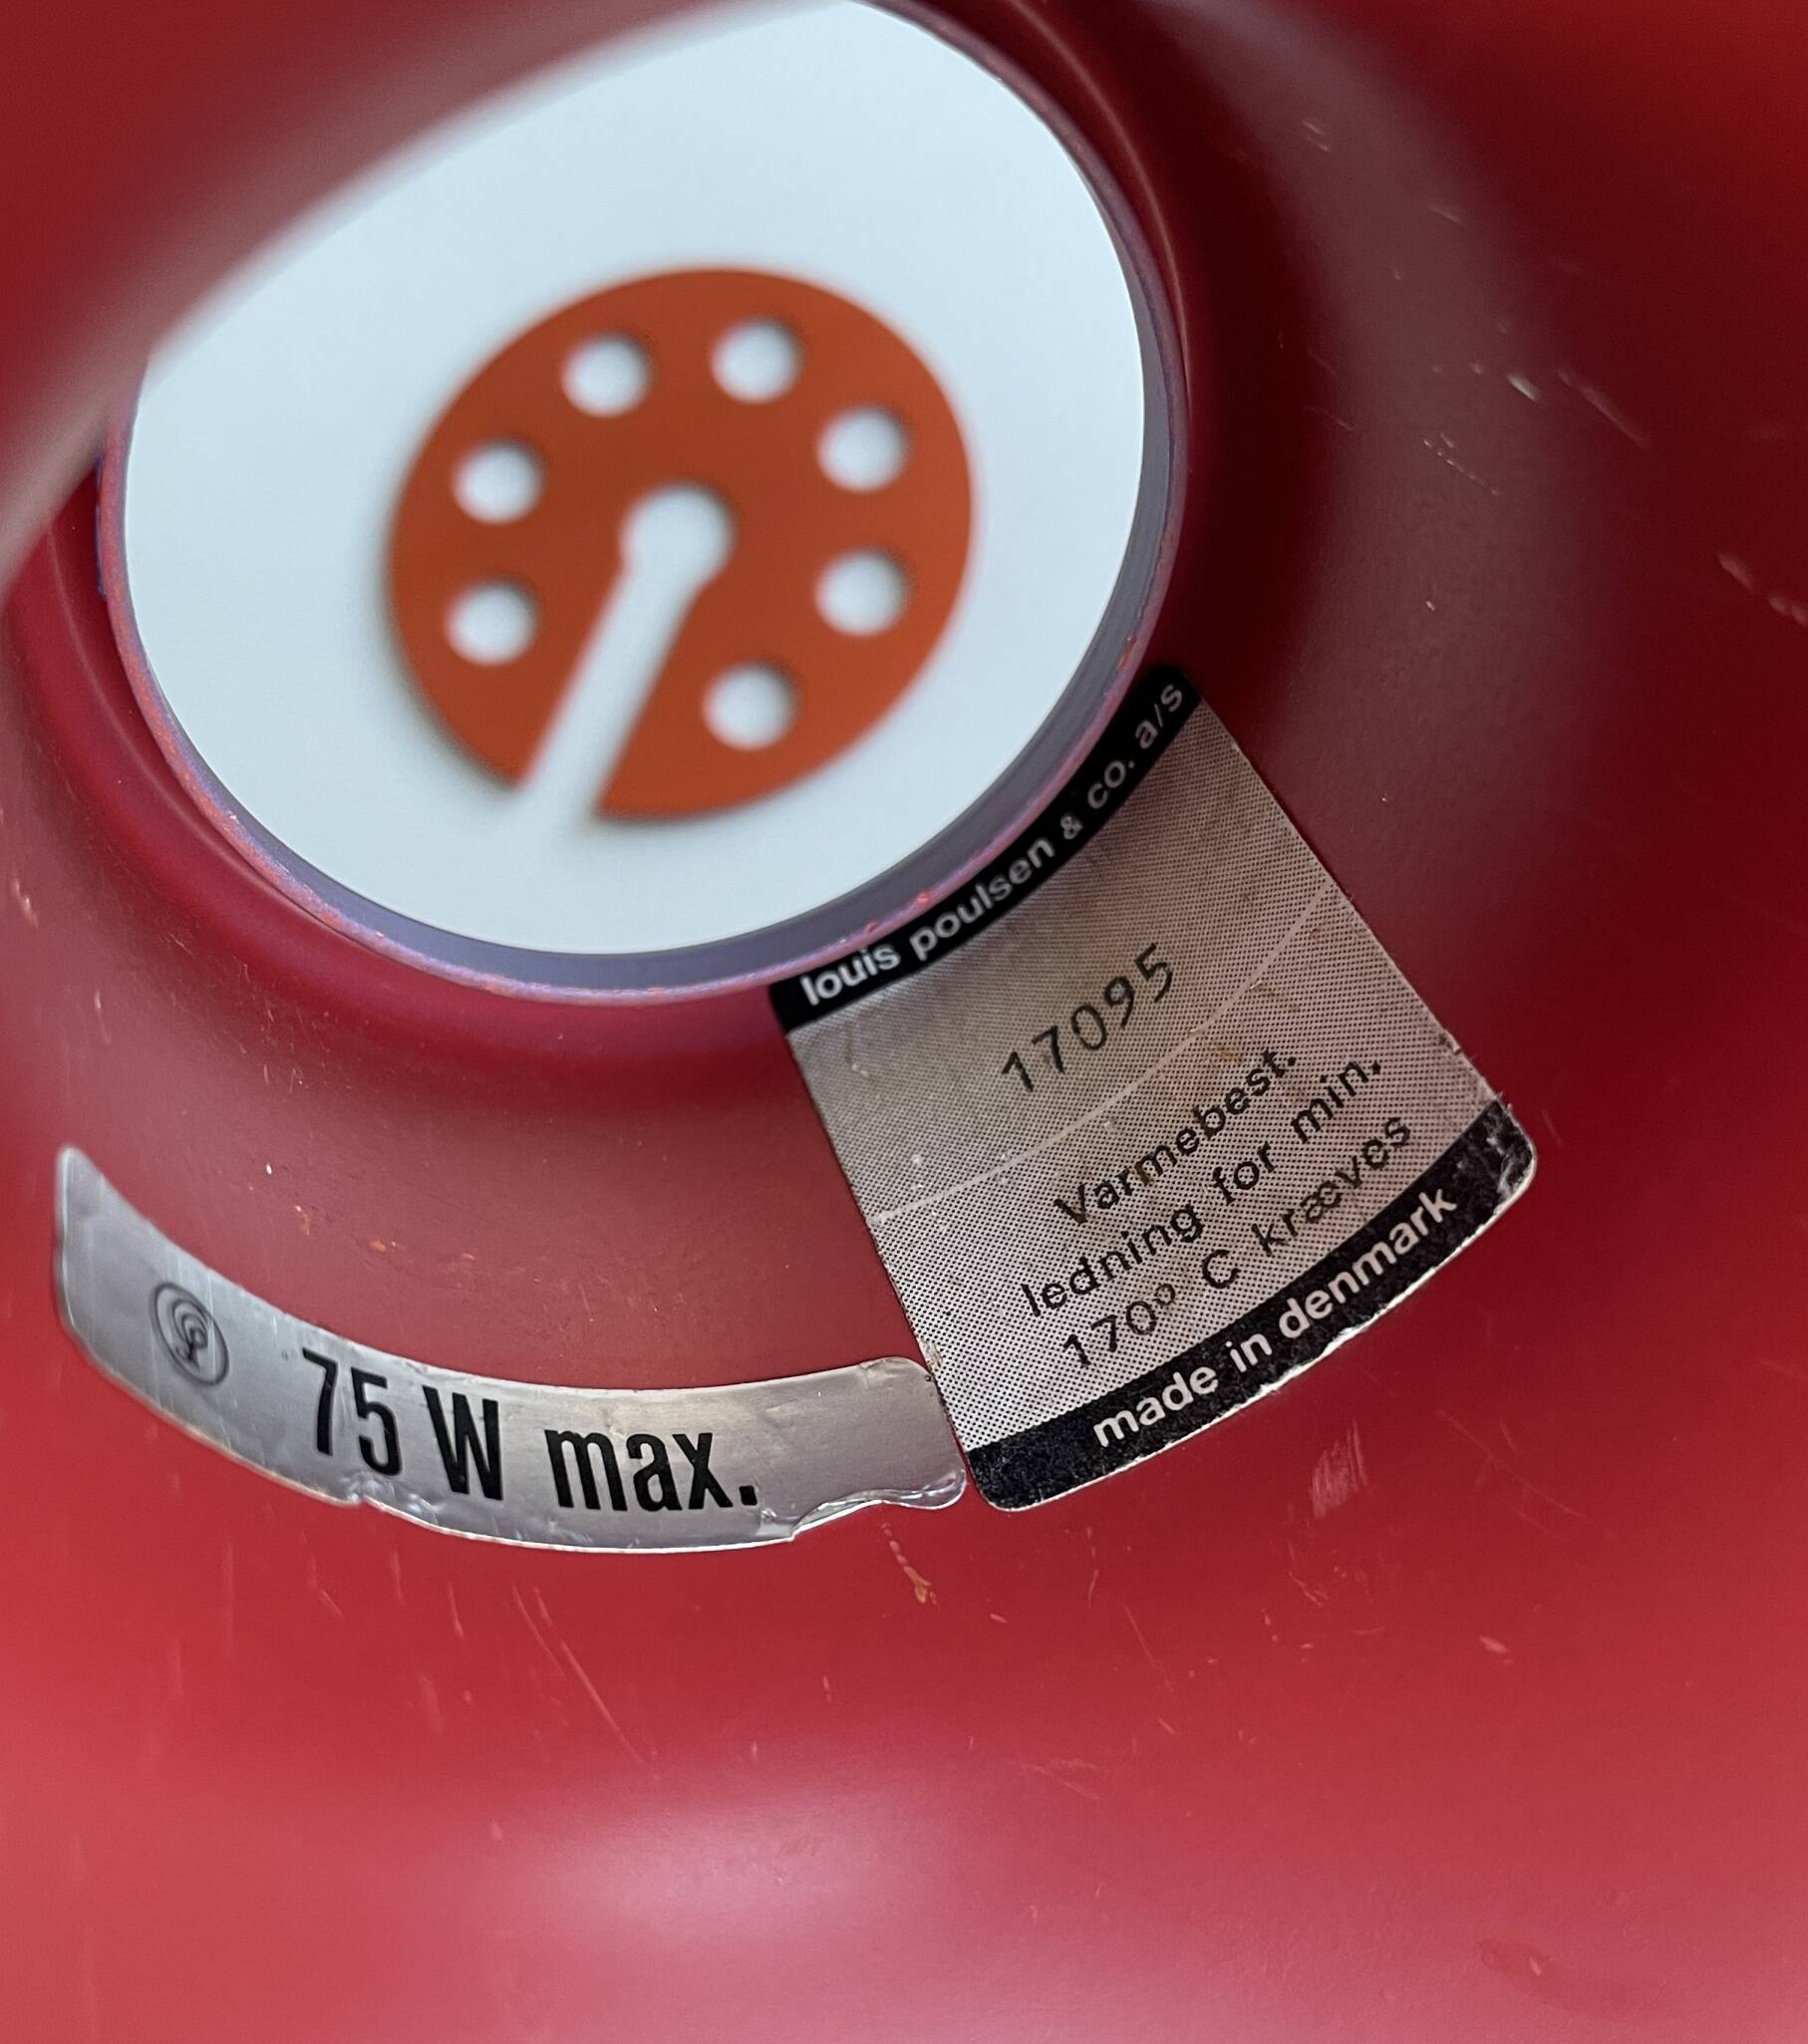 louis poulsen & co. a/s
17095
Varmebest.
ledning for min.
170° C kræves
made in denmark
75 W max.